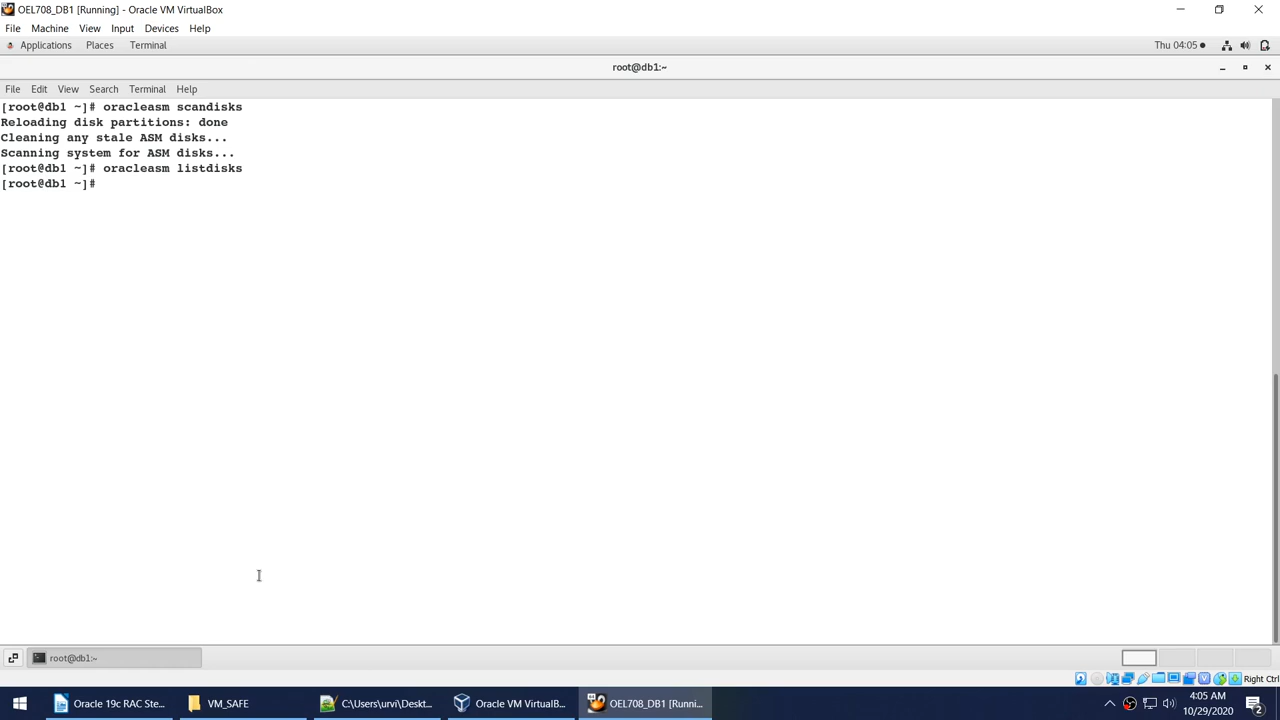 OEL708_DB1 [Running] - Oracle VM VirtualBox
File Machine View Input Devices Help
Applications Places Terminal Thu 04:05
root@db1:~
File Edit View Search Terminal Help
[root@db1 ~]# oracleasm scandisks
Reloading disk partitions: done
Cleaning any stale ASM disks...
Scanning system for ASM disks...
[root@db1 ~]# oracleasm listdisks
[root@db1 ~]#
root@db1:~
Right Ctrl
Oracle 19c RAC Ste... VM_SAFE C:\Users\urvi\Deskt... Oracle VM VirtualB... OEL708_DB1 [Runni... 4:05 AM
10/29/2020 2